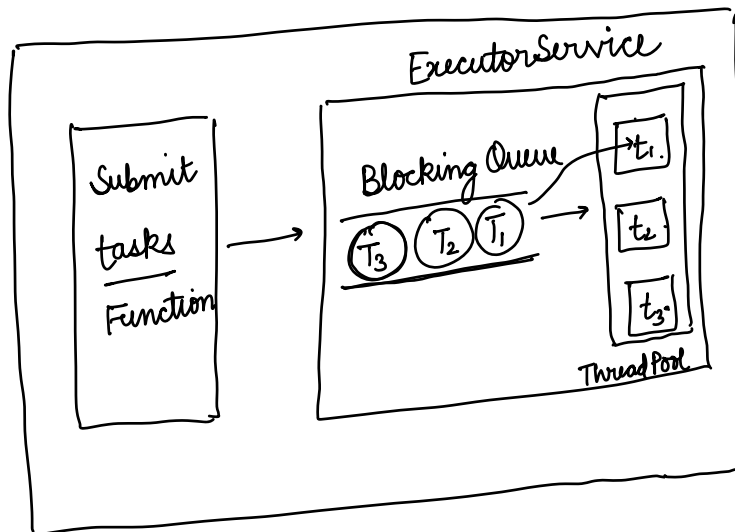 ExecutorService
Submit
tasks
Function
Blocking Queue
T3 T2 T1
t1.
t2
t3.
ThreadPool